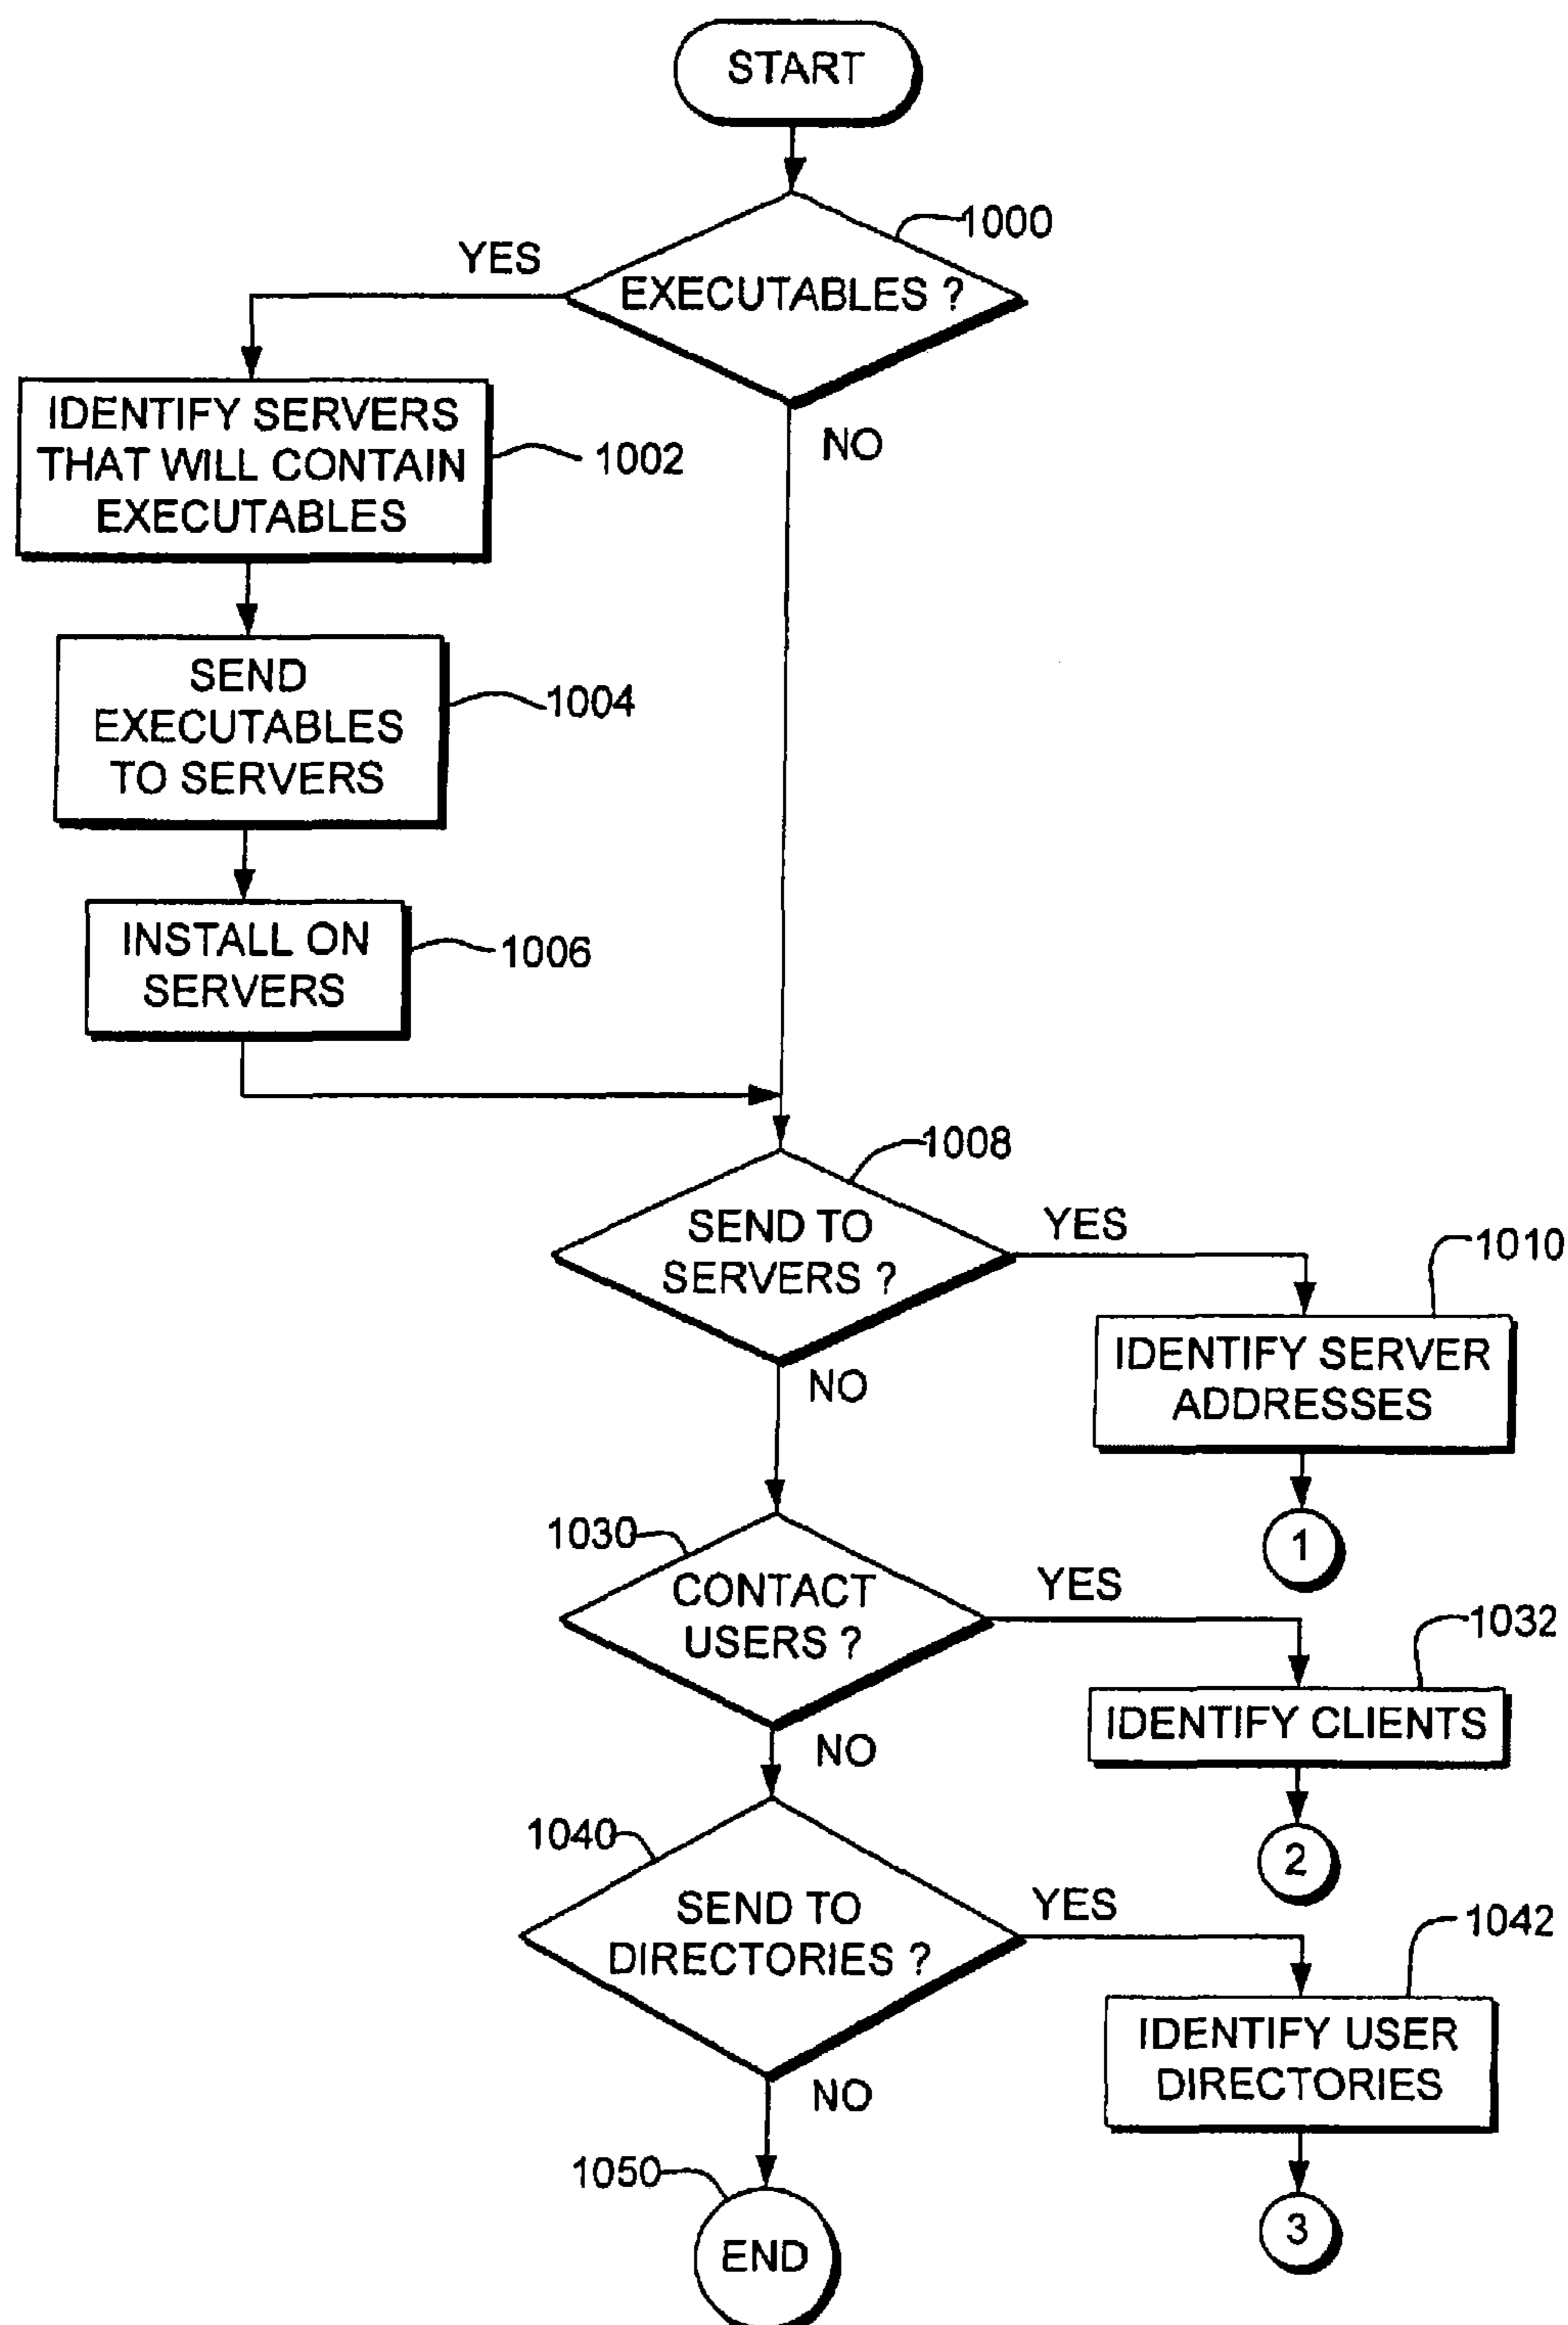 START
1000
YES
EXECUTABLES ?
NO
IDENTIFY SERVERS
THAT WILL CONTAIN
EXECUTABLES
1002
SEND
EXECUTABLES
TO SERVERS
1004
INSTALL ON
SERVERS
1006
1008
SEND TO
SERVERS ?
YES
1010
IDENTIFY SERVER
ADDRESSES
NO
1
1030
CONTACT
USERS ?
YES
1032
IDENTIFY CLIENTS
NO
2
1040
SEND TO
DIRECTORIES ?
YES
1042
IDENTIFY USER
DIRECTORIES
NO
3
1050
END